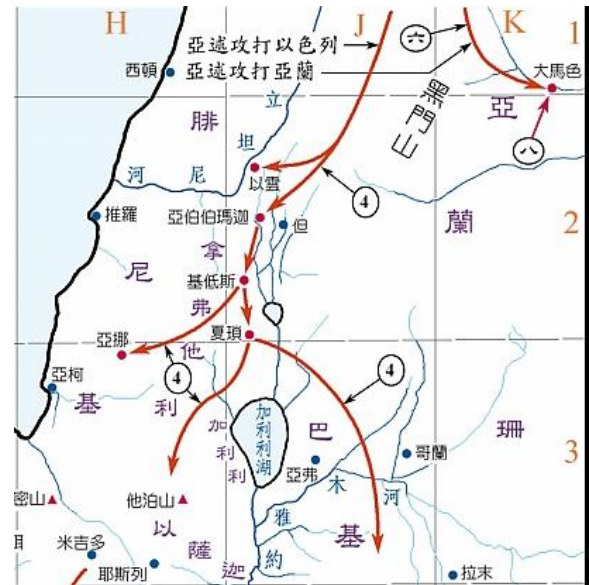 H
J
K
1
亞述攻打以色列
六
亞述攻打亞蘭
西頓
大馬色
腓
立
坦
尼
河
黑門山
亞
八
以雲
4
亞伯伯瑪迦
但
推羅
拿
蘭
2
尼
基低斯
弗
他
利
夏瑣
亞挪
4
4
亞柯
基
加利利
加利利湖
巴
珊
亞弗
哥蘭
3
木
河
雅
密山
他泊山
以
基
約
米吉多
薩
耶斯列
迦
拉末